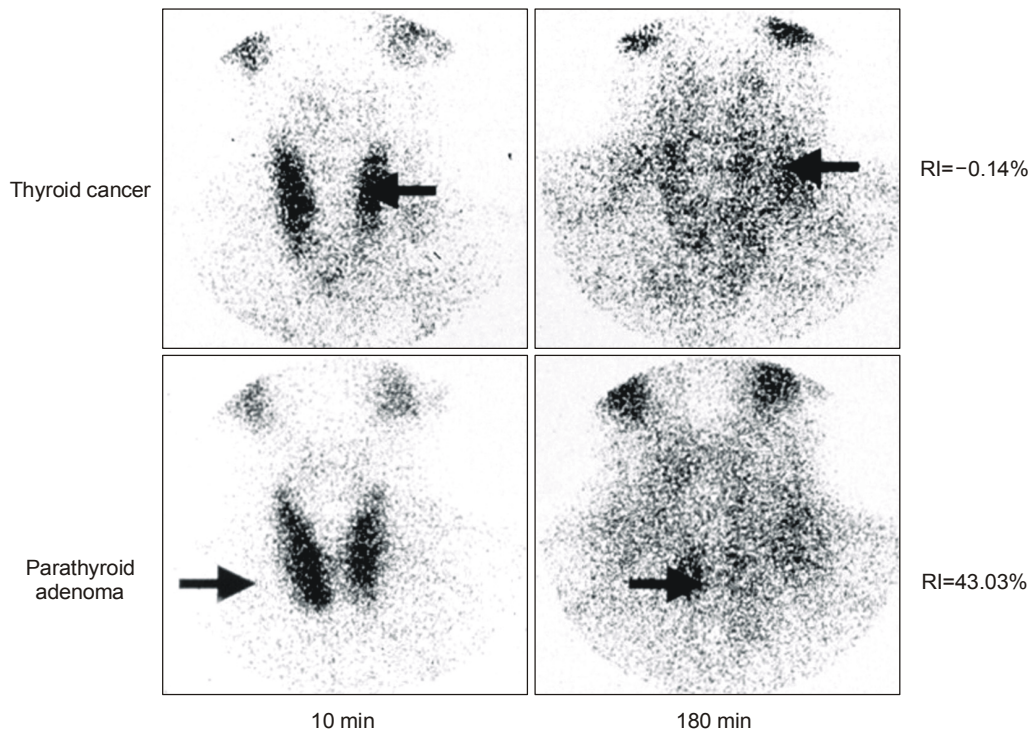 Thyroid cancer
RI=−0.14%
Parathyroid
adenoma
RI=43.03%
10 min
180 min